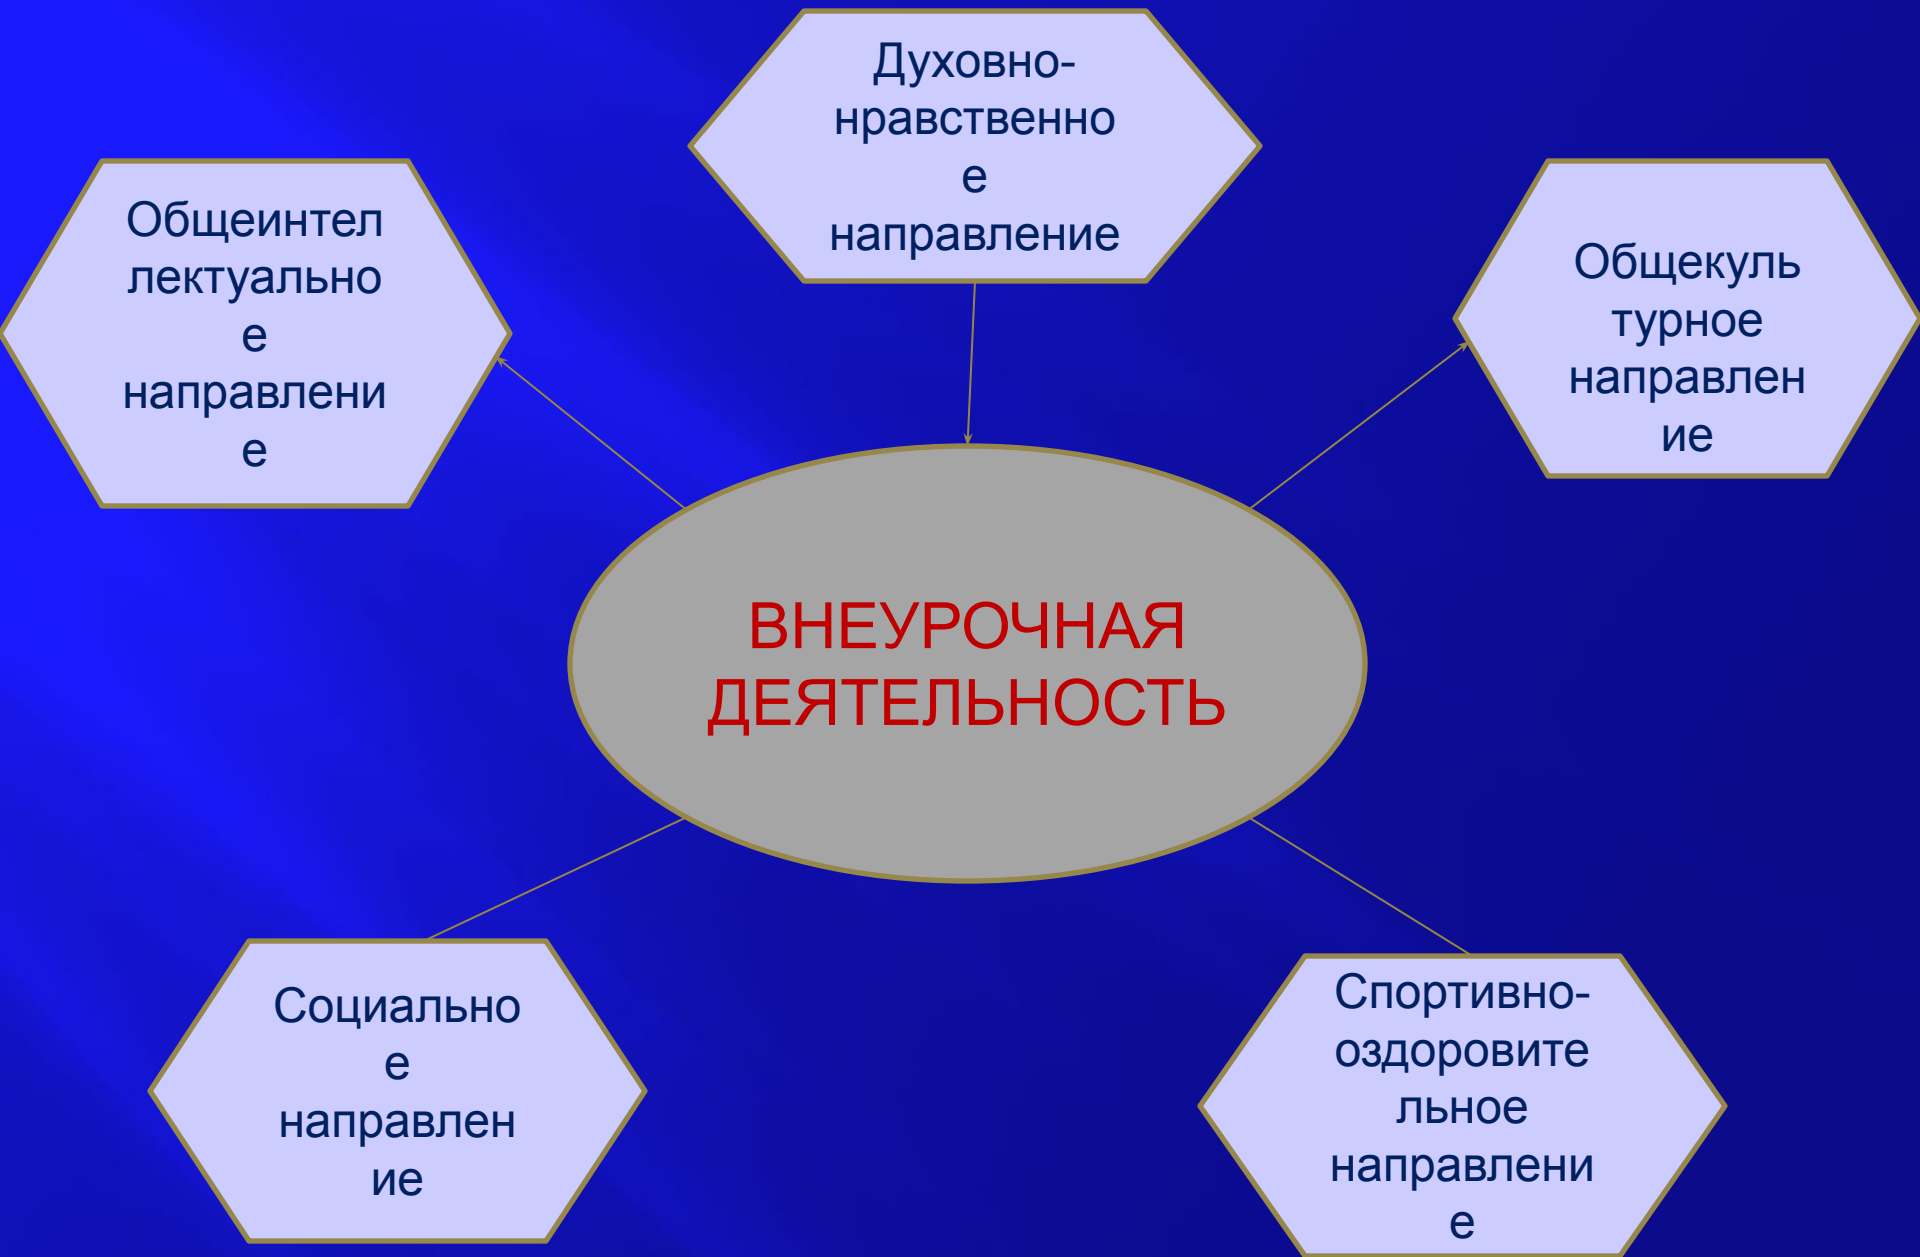 Духовно-
нравственно
е
направление
Общеинтел
лектуально
е
направлени
е
Общекуль
турное
направлен
ие
ВНЕУРОЧНАЯ
ДЕЯТЕЛЬНОСТЬ
Социально
е
направлен
ие
Спортивно-
оздоровите
льное
направлени
е